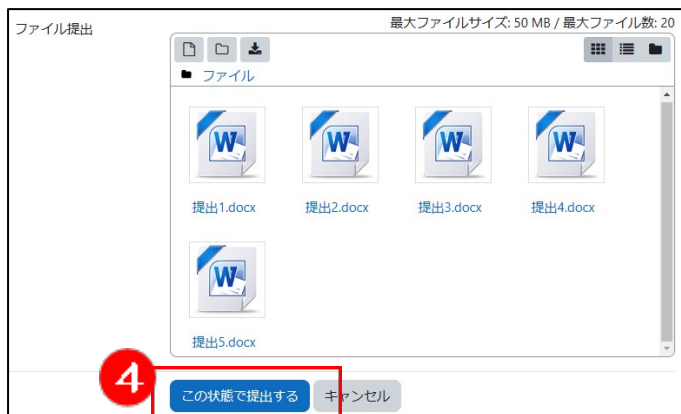 ファイル提出
最大ファイルサイズ: 50 MB / 最大ファイル数: 20
ファイル
提出1.docx 提出2.docx 提出3.docx 提出4.docx
提出5.docx
4
この状態で提出する キャンセル